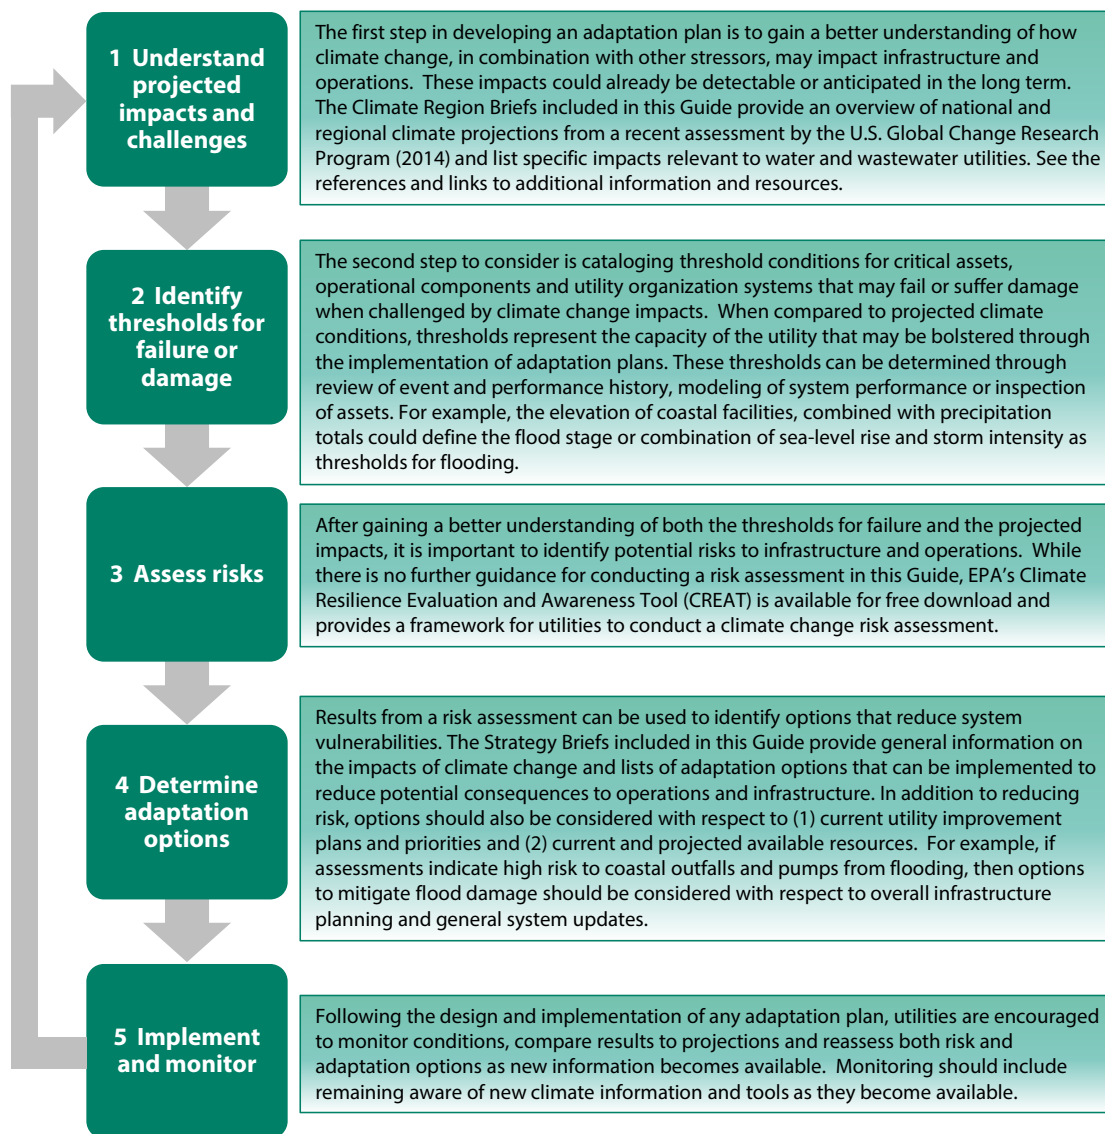 1 Understand
projected
impacts and
challenges
The first step in developing an adaptation plan is to gain a better understanding of how
climate change, in combination with other stressors, may impact infrastructure and
operations. These impacts could already be detectable or anticipated in the long term.
The Climate Region Briefs included in this Guide provide an overview of national and
regional climate projections from a recent assessment by the U.S. Global Change Research
Program (2014) and list specific impacts relevant to water and wastewater utilities. See the
references and links to additional information and resources.
2 Identify
thresholds for
failure or
damage
The second step to consider is cataloging threshold conditions for critical assets,
operational components and utility organization systems that may fail or suffer damage
when challenged by climate change impacts. When compared to projected climate
conditions, thresholds represent the capacity of the utility that may be bolstered through
the implementation of adaptation plans. These thresholds can be determined through
review of event and performance history, modeling of system performance or inspection
of assets. For example, the elevation of coastal facilities, combined with precipitation
totals could define the flood stage or combination of sea-level rise and storm intensity as
thresholds for flooding.
3 Assess risks
After gaining a better understanding of both the thresholds for failure and the projected
impacts, it is important to identify potential risks to infrastructure and operations. While
there is no further guidance for conducting a risk assessment in this Guide, EPA's Climate
Resilience Evaluation and Awareness Tool (CREAT) is available for free download and
provides a framework for utilities to conduct a climate change risk assessment.
4 Determine
adaptation
options
Results from a risk assessment can be used to identify options that reduce system
vulnerabilities. The Strategy Briefs included in this Guide provide general information on
the impacts of climate change and lists of adaptation options that can be implemented to
reduce potential consequences to operations and infrastructure. In addition to reducing
risk, options should also be considered with respect to (1) current utility improvement
plans and priorities and (2) current and projected available resources. For example, if
assessments indicate high risk to coastal outfalls and pumps from flooding, then options
to mitigate flood damage should be considered with respect to overall infrastructure
planning and general system updates.
5 Implement
and monitor
Following the design and implementation of any adaptation plan, utilities are encouraged
to monitor conditions, compare results to projections and reassess both risk and
adaptation options as new information becomes available. Monitoring should include
remaining aware of new climate information and tools as they become available.